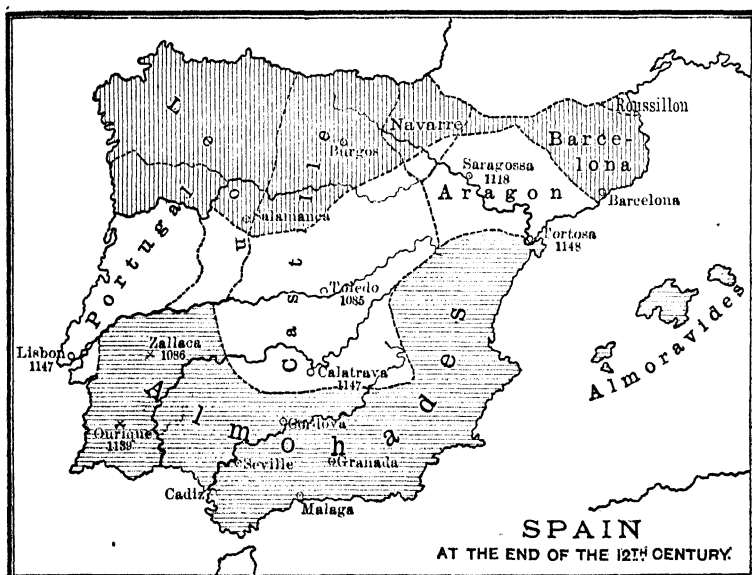 Roussillon
Navarre
Barce-
lona
Leon
Burgos
Saragossa
1118
Aragon
Barcelona
Salamanca
Portugal
Castille
Tortosa
1148
Toledo
1085
Almoravides
Zallaca
1086
Lisbon
1147
Calatrava
1147
Almohades
Cordova
Ourique
1139
Seville
Granada
Cadiz
Malaga
SPAIN
AT THE END OF THE 12TH CENTURY.